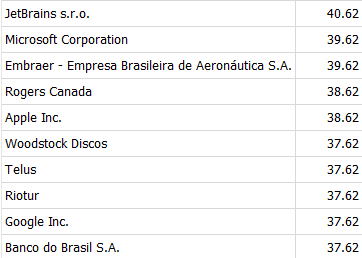 JetBrains s.r.o. 40.62
Microsoft Corporation 39.62
Embraer - Empresa Brasileira de Aeronáutica S.A. 39.62
Rogers Canada 38.62
Apple Inc. 38.62
Woodstock Discos 37.62
Telus 37.62
Riotur 37.62
Google Inc. 37.62
Banco do Brasil S.A. 37.62